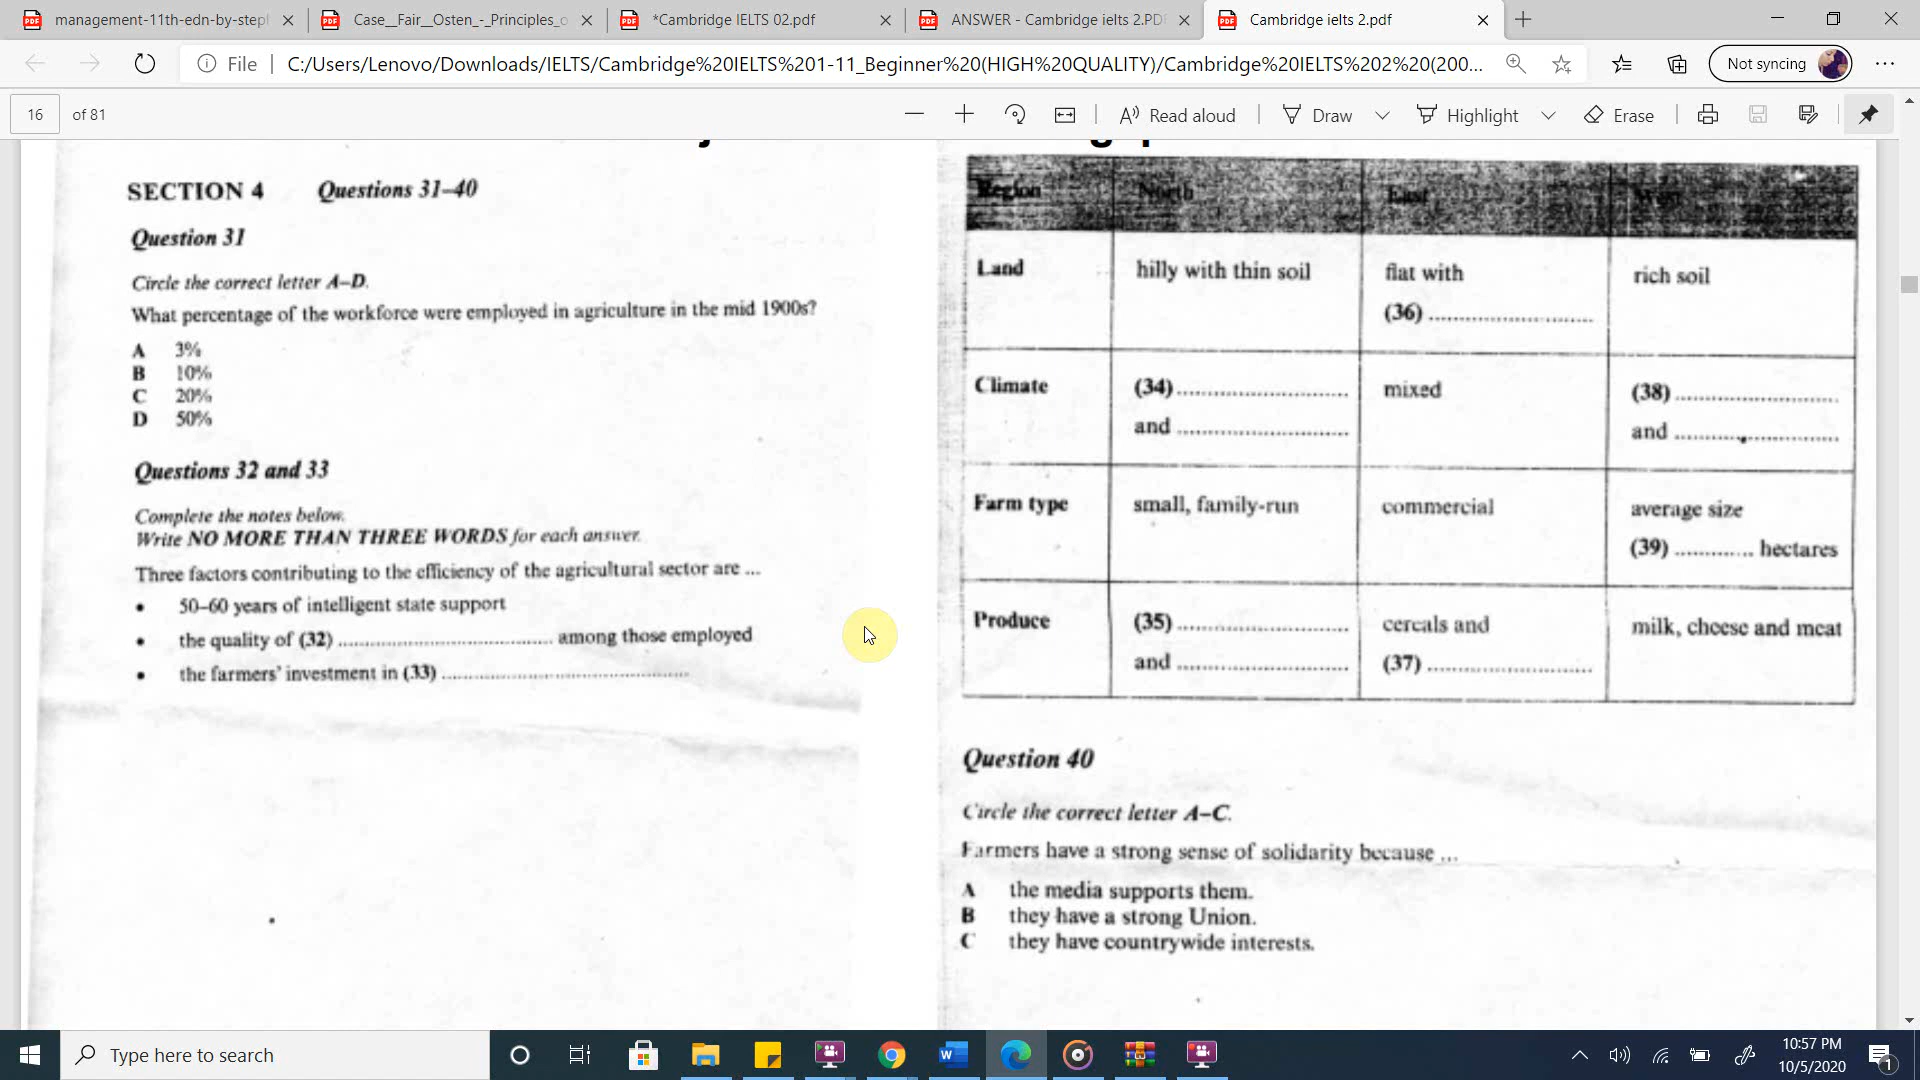 management-11th-edn-by-step
Case__Fair__Osten_-_Principles_o
*Cambridge IELTS 02.pdf
ANSWER - Cambridge ielts 2.PD
Cambridge ielts 2.pdf
File
C:/Users/Lenovo/Downloads/IELTS/Cambridge%20IELTS%201-11_Beginner%20(HIGH%20QUALITY)/Cambridge%20IELTS%202%20(200...
Not syncing
16 of 81
Read aloud
Draw
Highlight
Erase
SECTION 4 Questions 31–40
Question 31
Circle the correct letter A–D.
What percentage of the workforce were employed in agriculture in the mid 1900s?
A 3%
B 10%
C 20%
D 50%
Questions 32 and 33
Complete the notes below.
Write NO MORE THAN THREE WORDS for each answer.
Three factors contributing to the efficiency of the agricultural sector are ...
• 50–60 years of intelligent state support
• the quality of (32) .................... among those employed
• the farmers' investment in (33) ....................
Region North East West
Land hilly with thin soil flat with rich soil
(36) ....................
Climate (34) .................... mixed (38) ....................
and .................... and ....................
Farm type small, family-run commercial average size
(39) ............ hectares
Produce (35) .................... cereals and milk, cheese and meat
and .................... (37) ....................
Question 40
Circle the correct letter A–C.
Farmers have a strong sense of solidarity because ...
A the media supports them.
B they have a strong Union.
C they have countrywide interests.
Type here to search
10:57 PM
10/5/2020
1